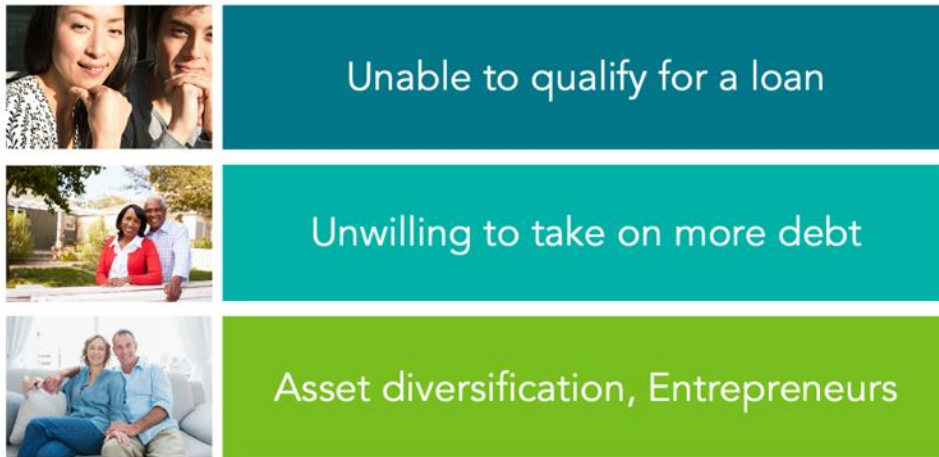 Unable to qualify for a loan
Unwilling to take on more debt
Asset diversification, Entrepreneurs